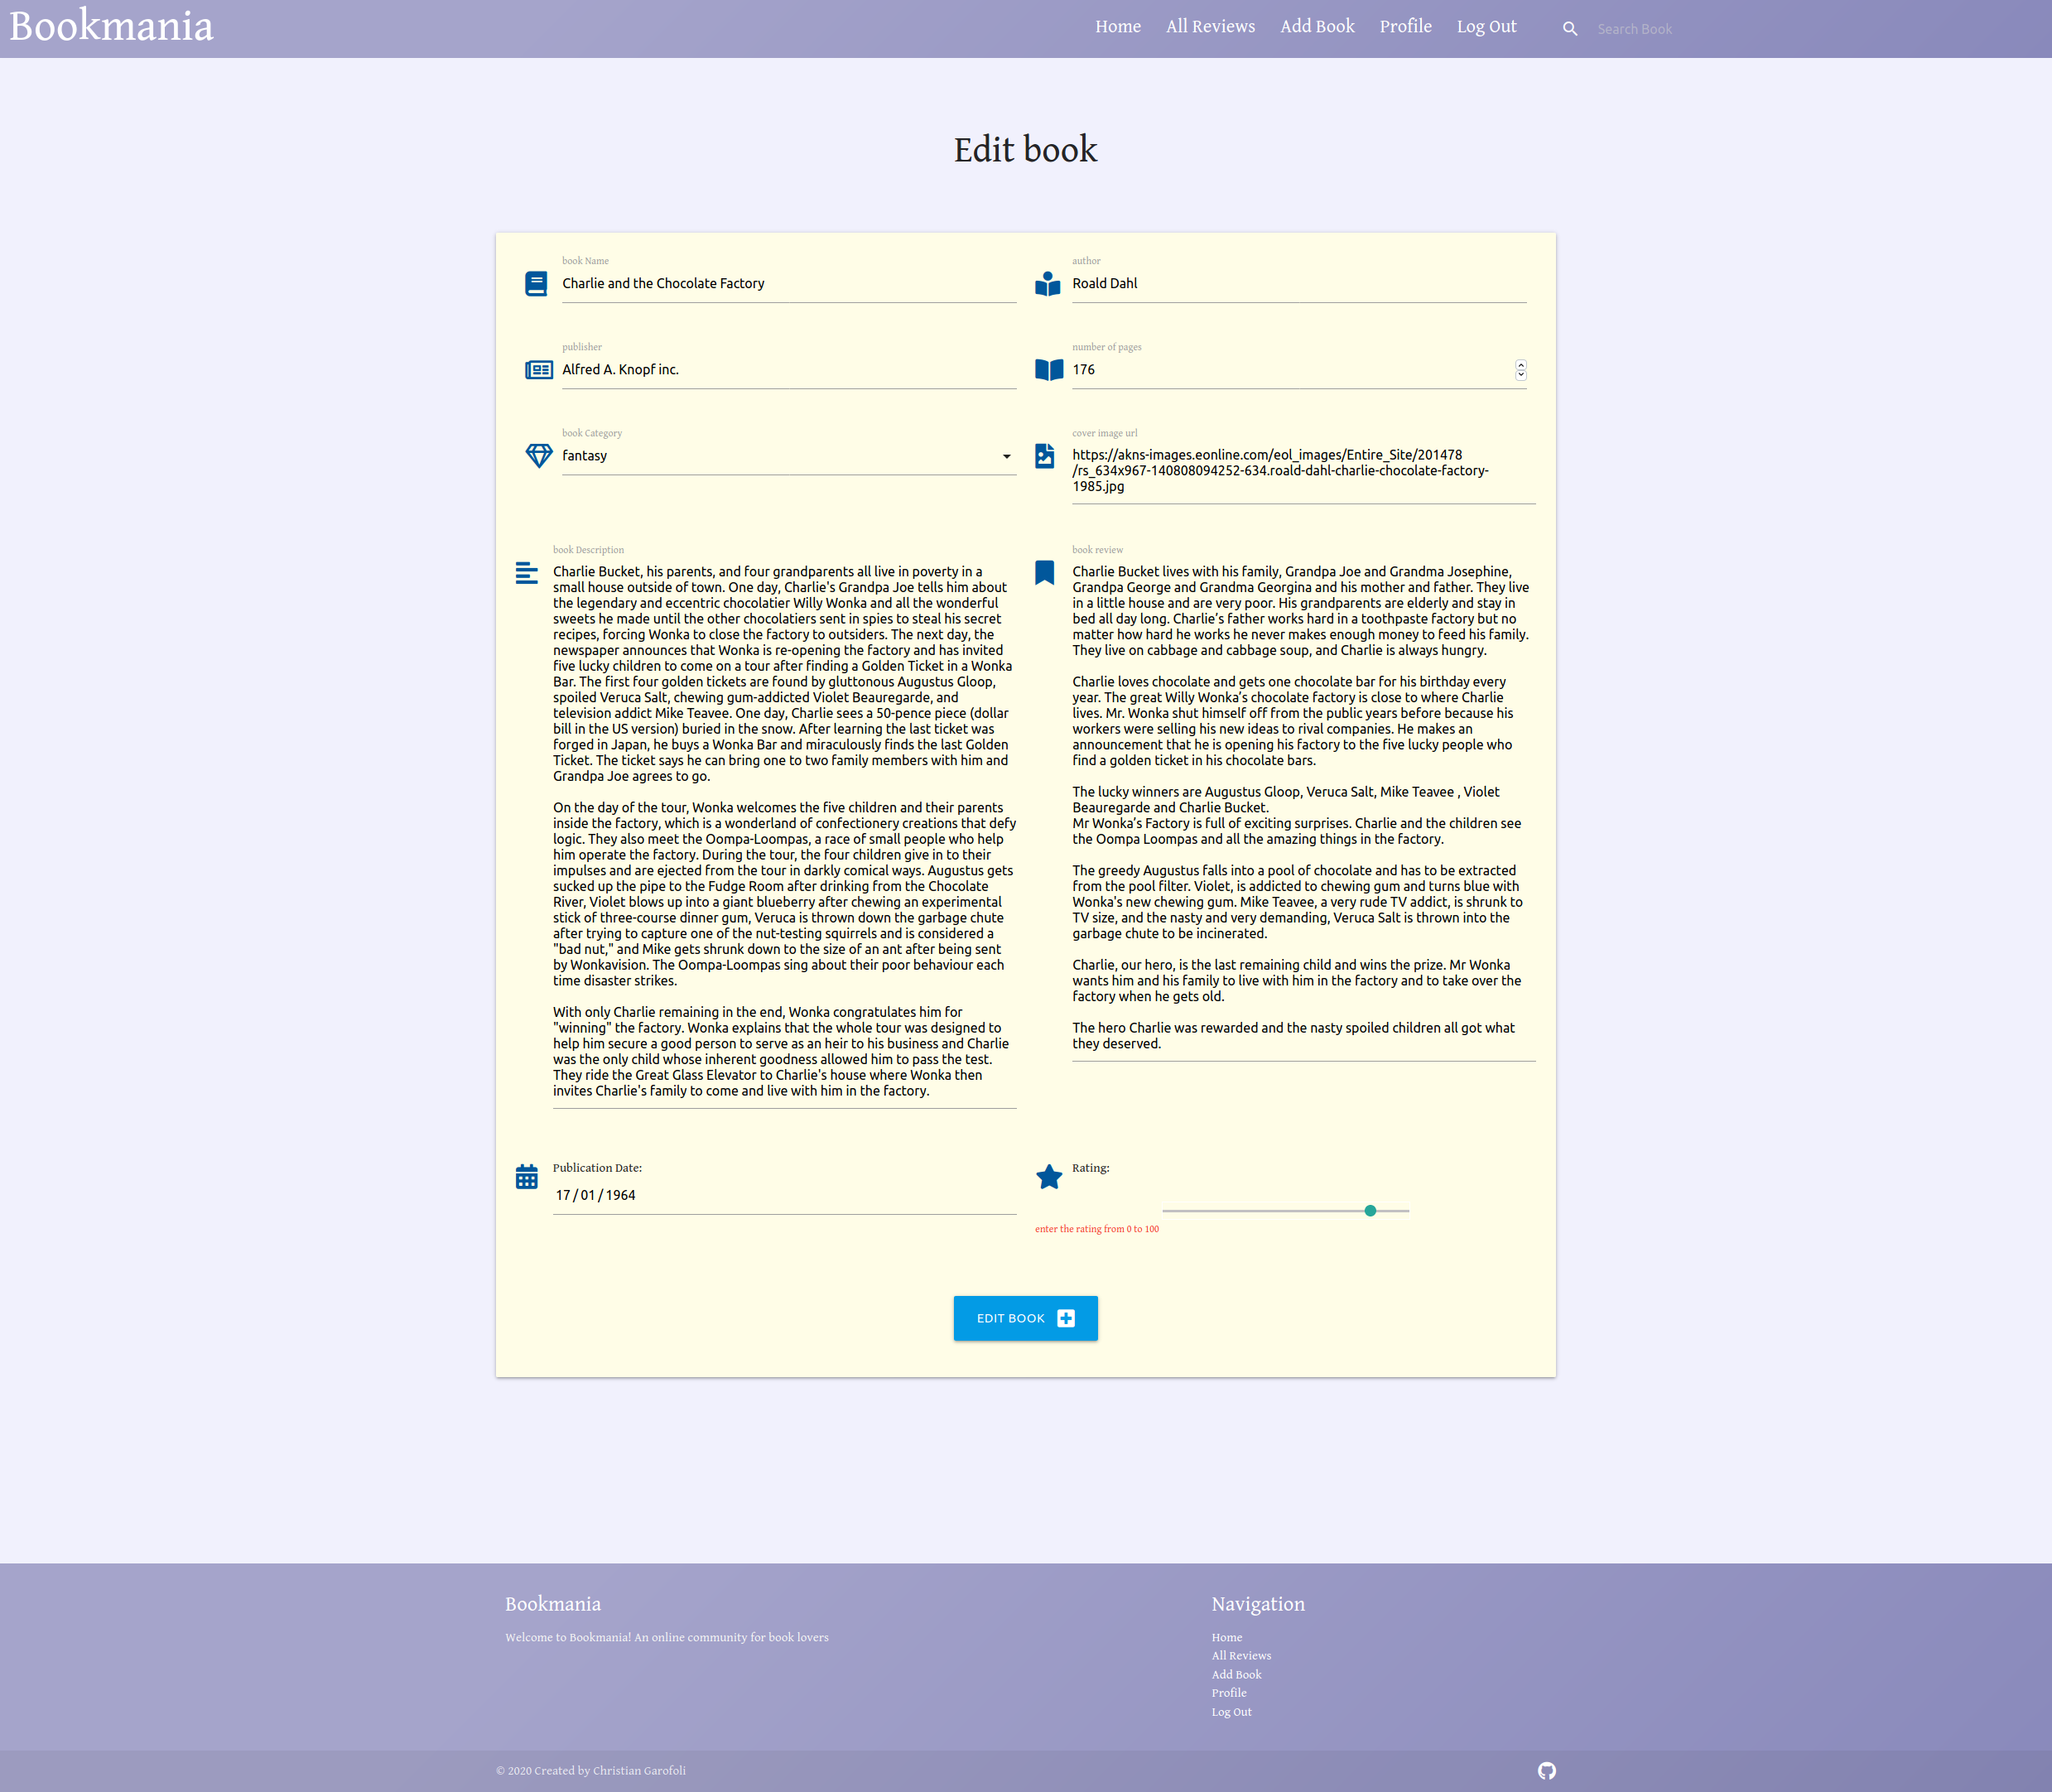 Bookmania
Home All Reviews Add Book Profile Log Out Search Book
Edit book
book Name
Charlie and the Chocolate Factory
author
Roald Dahl
publisher
Alfred A. Knopf inc.
number of pages
176
book Category
fantasy
cover image url
https://akns-images.eonline.com/eol_images/Entire_Site/201478
/rs_634x967-140808094252-634.roald-dahl-charlie-chocolate-factory-
1985.jpg
book Description
Charlie Bucket, his parents, and four grandparents all live in poverty in a
small house outside of town. One day, Charlie's Grandpa Joe tells him about
the legendary and eccentric chocolatier Willy Wonka and all the wonderful
sweets he made until the other chocolatiers sent in spies to steal his secret
recipes, forcing Wonka to close the factory to outsiders. The next day, the
newspaper announces that Wonka is re-opening the factory and has invited
five lucky children to come on a tour after finding a Golden Ticket in a Wonka
Bar. The first four golden tickets are found by gluttonous Augustus Gloop,
spoiled Veruca Salt, chewing gum-addicted Violet Beauregarde, and
television addict Mike Teavee. One day, Charlie sees a 50-pence piece (dollar
bill in the US version) buried in the snow. After learning the last ticket was
forged in Japan, he buys a Wonka Bar and miraculously finds the last Golden
Ticket. The ticket says he can bring one to two family members with him and
Grandpa Joe agrees to go.
On the day of the tour, Wonka welcomes the five children and their parents
inside the factory, which is a wonderland of confectionery creations that defy
logic. They also meet the Oompa-Loompas, a race of small people who help
him operate the factory. During the tour, the four children give in to their
impulses and are ejected from the tour in darkly comical ways. Augustus gets
sucked up the pipe to the Fudge Room after drinking from the Chocolate
River, Violet blows up into a giant blueberry after chewing an experimental
stick of three-course dinner gum, Veruca is thrown down the garbage chute
after trying to capture one of the nut-testing squirrels and is considered a
"bad nut," and Mike gets shrunk down to the size of an ant after being sent
by Wonkavision. The Oompa-Loompas sing about their poor behaviour each
time disaster strikes.
With only Charlie remaining in the end, Wonka congratulates him for
"winning" the factory. Wonka explains that the whole tour was designed to
help him secure a good person to serve as an heir to his business and Charlie
was the only child whose inherent goodness allowed him to pass the test.
They ride the Great Glass Elevator to Charlie's house where Wonka then
invites Charlie's family to come and live with him in the factory.
book review
Charlie Bucket lives with his family, Grandpa Joe and Grandma Josephine,
Grandpa George and Grandma Georgina and his mother and father. They live
in a little house and are very poor. His grandparents are elderly and stay in
bed all day long. Charlie’s father works hard in a toothpaste factory but no
matter how hard he works he never makes enough money to feed his family.
They live on cabbage and cabbage soup, and Charlie is always hungry.
Charlie loves chocolate and gets one chocolate bar for his birthday every
year. The great Willy Wonka’s chocolate factory is close to where Charlie
lives. Mr. Wonka shut himself off from the public years before because his
workers were selling his new ideas to rival companies. He makes an
announcement that he is opening his factory to the five lucky people who
find a golden ticket in his chocolate bars.
The lucky winners are Augustus Gloop, Veruca Salt, Mike Teavee , Violet
Beauregarde and Charlie Bucket.
Mr Wonka’s Factory is full of exciting surprises. Charlie and the children see
the Oompa Loompas and all the amazing things in the factory.
The greedy Augustus falls into a pool of chocolate and has to be extracted
from the pool filter. Violet, is addicted to chewing gum and turns blue with
Wonka's new chewing gum. Mike Teavee, a very rude TV addict, is shrunk to
TV size, and the nasty and very demanding, Veruca Salt is thrown into the
garbage chute to be incinerated.
Charlie, our hero, is the last remaining child and wins the prize. Mr Wonka
wants him and his family to live with him in the factory and to take over the
factory when he gets old.
The hero Charlie was rewarded and the nasty spoiled children all got what
they deserved.
Publication Date:
17 / 01 / 1964
Rating:
enter the rating from 0 to 100
EDIT BOOK
Bookmania
Welcome to Bookmania! An online community for book lovers
Navigation
Home
All Reviews
Add Book
Profile
Log Out
© 2020 Created by Christian Garofoli